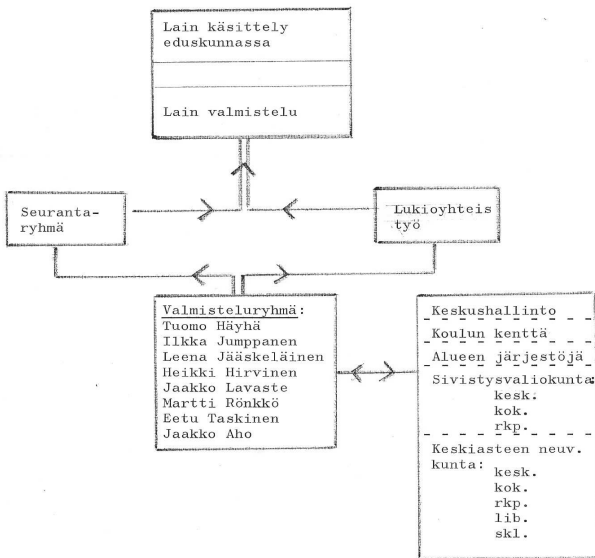 Lain käsittely
eduskunnassa
Lain valmistelu
Seuranta-
ryhmä
Lukioyhteis
työ
Valmisteluryhmä:
Tuomo Häyhä
Ilkka Jumppanen
Leena Jääskeläinen
Heikki Hirvinen
Jaakko Lavaste
Martti Rönkkö
Eetu Taskinen
Jaakko Aho
Keskushallinto
Koulun kenttä
Alueen järjestöjä
Sivistysvaliokunta:
kesk.
kok.
rkp.
Keskiasteen neuv.
kunta:
kesk.
kok.
rkp.
lib.
skl.